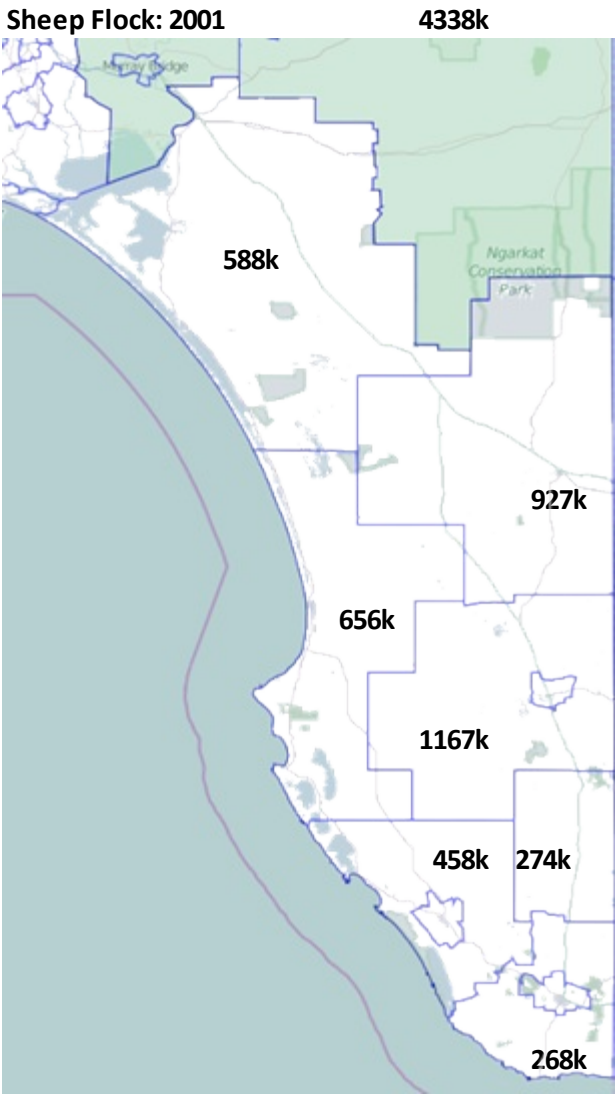 Sheep Flock: 2001 4338k
Murray Bridge
588k
Ngarkat
Conservation
Park
927k
656k
1167k
458k 274k
268k